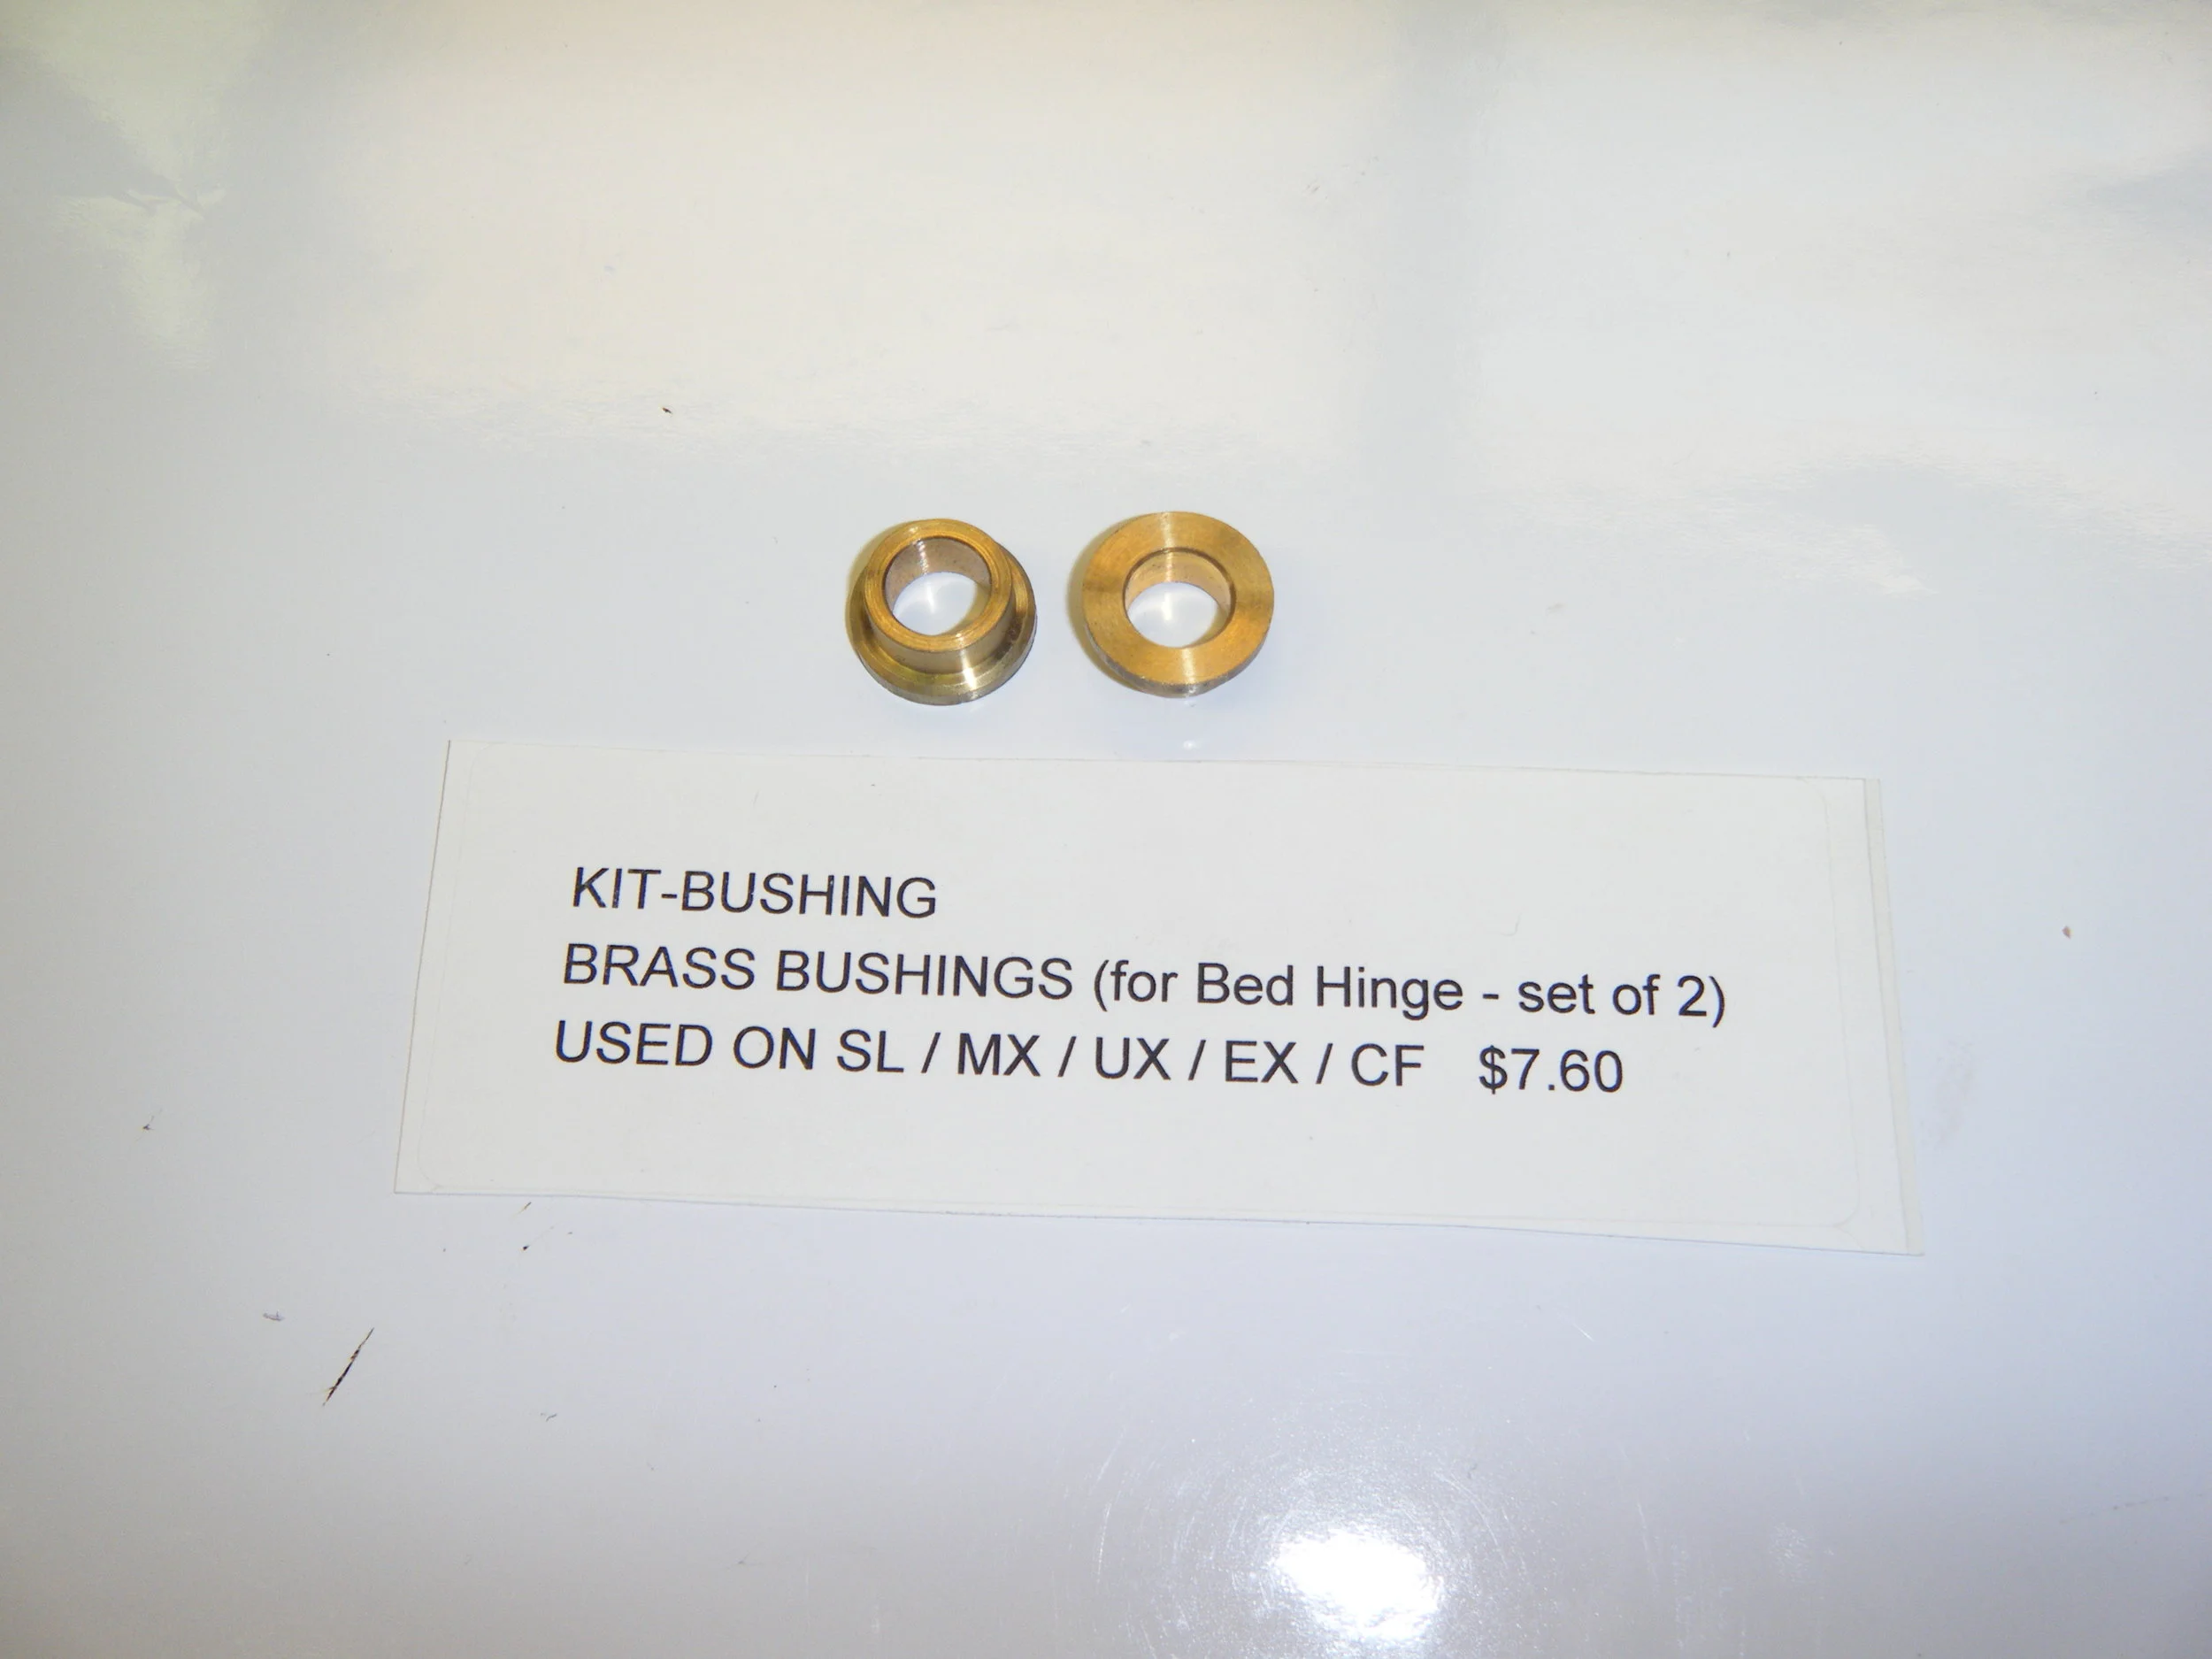 KIT-BUSHING
BRASS BUSHINGS (for Bed Hinge - set of 2)
USED ON SL / MX / UX / EX / CF $7.60